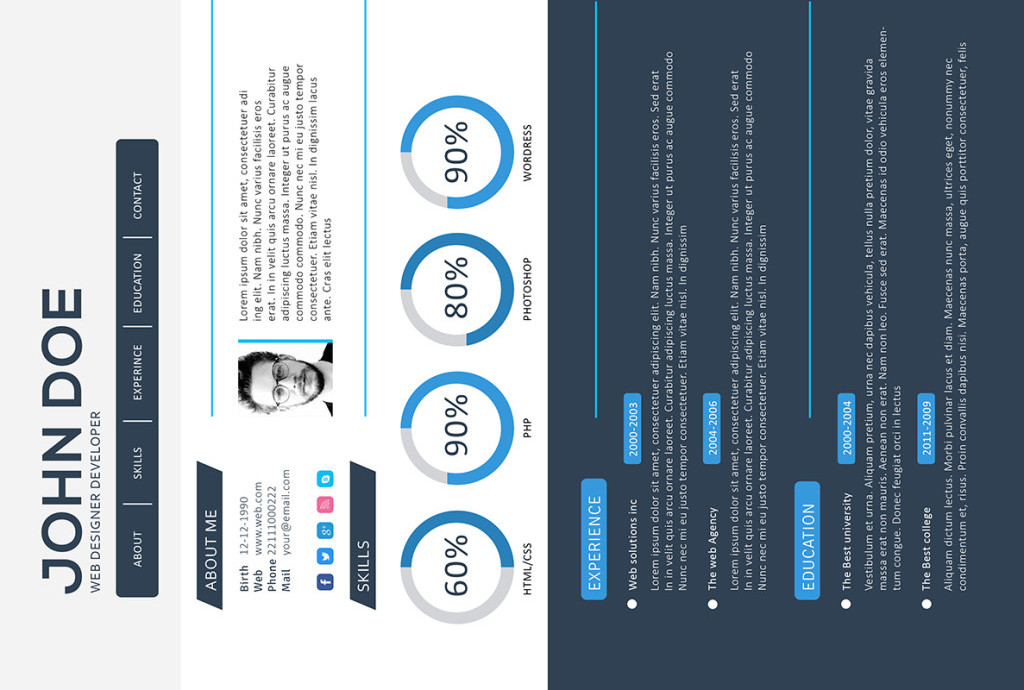 JOHN DOE
WEB DESIGNER DEVELOPER
ABOUT
SKILLS
EXPERINCE
EDUCATION
CONTACT
ABOUT ME
Birth 12-12-1990
Web www.web.com
Phone 22111000222
Mail your@email.com
Lorem ipsum dolor sit amet, consectetuer adi
ing elit. Nam nibh. Nunc varius facilisis eros
erat. In in velit quis arcu ornare laoreet. Curabitur
adipiscing luctus massa. Integer ut purus ac augue
commodo commodo. Nunc nec mi eu justo tempor
consectetuer. Etiam vitae nisl. In dignissim lacus
ante. Cras elit lectus
SKILLS
60%
HTML/CSS
90%
PHP
80%
PHOTOSHOP
90%
WORDRESS
EXPERIENCE
Web solutions inc 2000-2003
Lorem ipsum dolor sit amet, consectetuer adipiscing elit. Nam nibh. Nunc varius facilisis eros. Sed erat
In in velit quis arcu ornare laoreet. Curabitur adipiscing luctus massa. Integer ut purus ac augue commodo
Nunc nec mi eu justo tempor consectetuer. Etiam vitae nisl. In dignissim
The web Agency 2004-2006
Lorem ipsum dolor sit amet, consectetuer adipiscing elit. Nam nibh. Nunc varius facilisis eros. Sed erat
In in velit quis arcu ornare laoreet. Curabitur adipiscing luctus massa. Integer ut purus ac augue commodo
Nunc nec mi eu justo tempor consectetuer. Etiam vitae nisl. In dignissim
EDUCATION
The Best university 2000-2004
Vestibulum et urna. Aliquam pretium, urna nec dapibus vehicula, tellus nulla pretium dolor, vitae gravida
massa erat non mauris. Aenean non erat. Nam non leo. Fusce sed erat. Maecenas id odio vehicula eros elemen-
tum congue. Donec feugiat orci in lectus
The Best college 2011-2009
Aliquam dictum lectus. Morbi pulvinar lacus et diam. Maecenas nunc massa, ultrices eget, nonummy nec
condimentum et, risus. Proin convallis dapibus nisi. Maecenas porta, augue quis porttitor consectetuer, felis